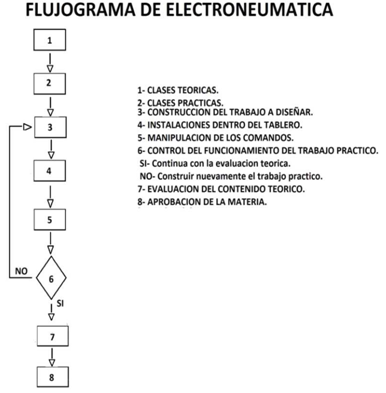 FLUJOGRAMA DE ELECTRONEUMATICA
1
2
3
4
5
NO
6
SI
7
8
1- CLASES TEORICAS.
2- CLASES PRACTICAS.
3- CONSTRUCCION DEL TRABAJO A DISEÑAR.
4- INSTALACIONES DENTRO DEL TABLERO.
5- MANIPULACION DE LOS COMANDOS.
6- CONTROL DEL FUNCIONAMIENTO DEL TRABAJO PRACTICO.
SI- Continua con la evaluacion teorica.
NO- Construir nuevamente el trabajo practico.
7- EVALUACION DEL CONTENIDO TEORICO.
8- APROBACION DE LA MATERIA.